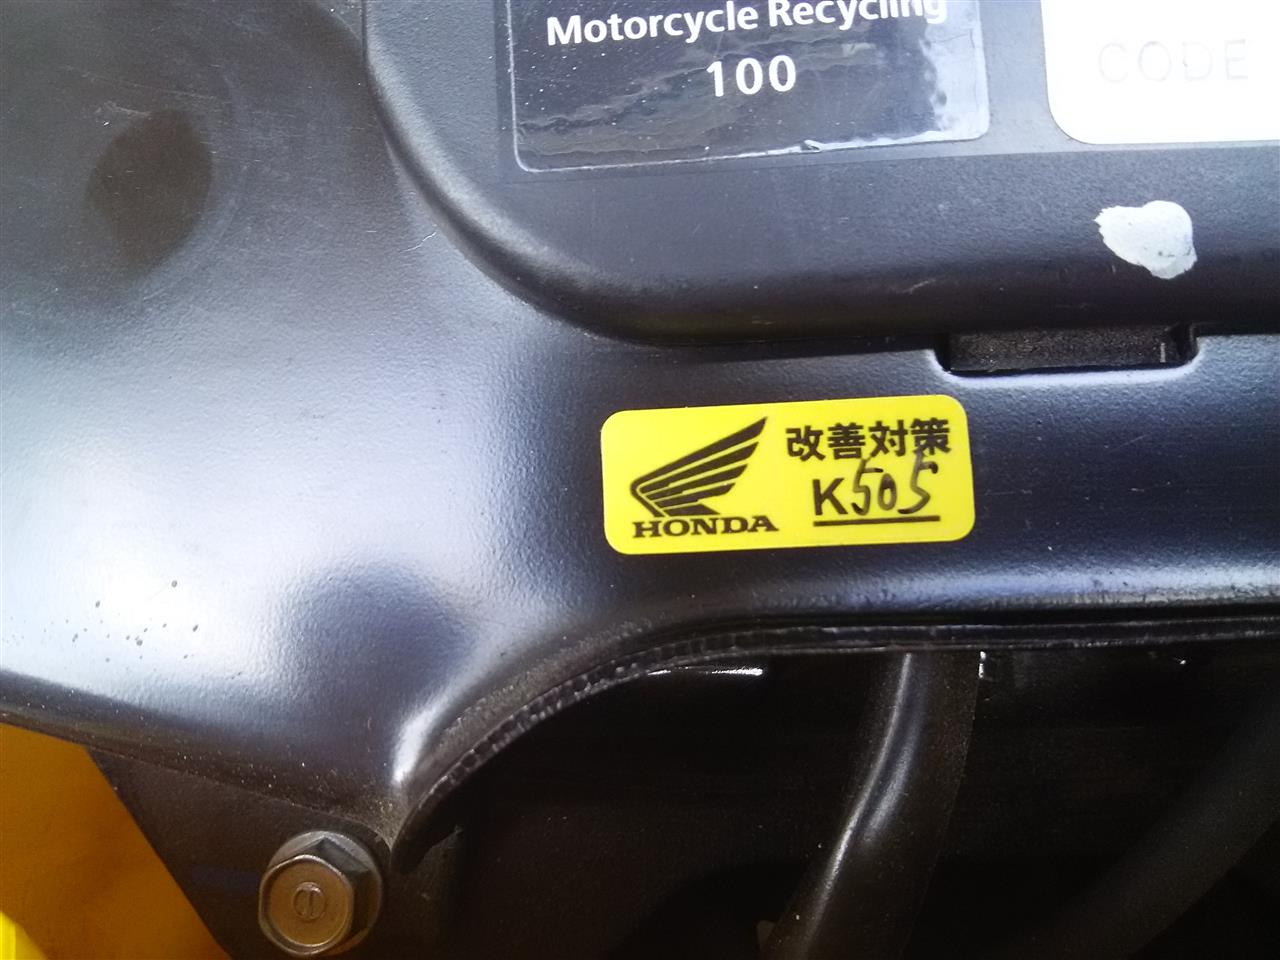 Motorcycle Recycling
100
CODE
HONDA
改善対策
K505